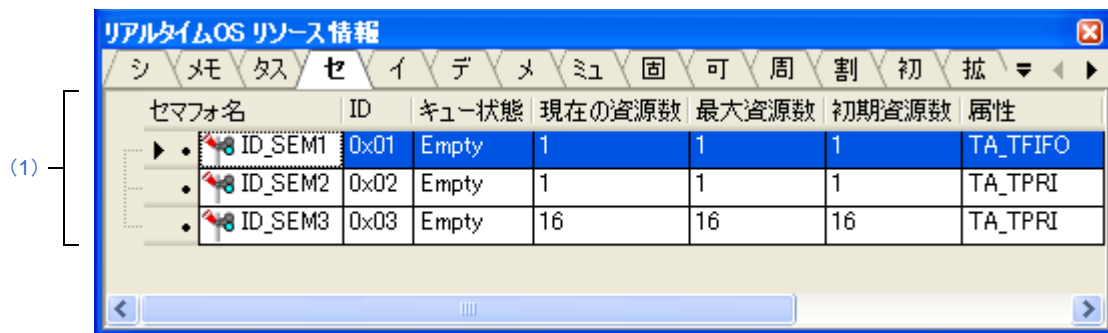 リアルタイムOS リソース情報
シ メモ タス セ イ デ メ ミュ 固 可 周 割 初 拡
セマフォ名 ID キュー状態 現在の資源数 最大資源数 初期資源数 属性
(1)
ID_SEM1 0x01 Empty 1 1 1 TA_TFIFO
ID_SEM2 0x02 Empty 1 1 1 TA_TPRI
ID_SEM3 0x03 Empty 16 16 16 TA_TPRI